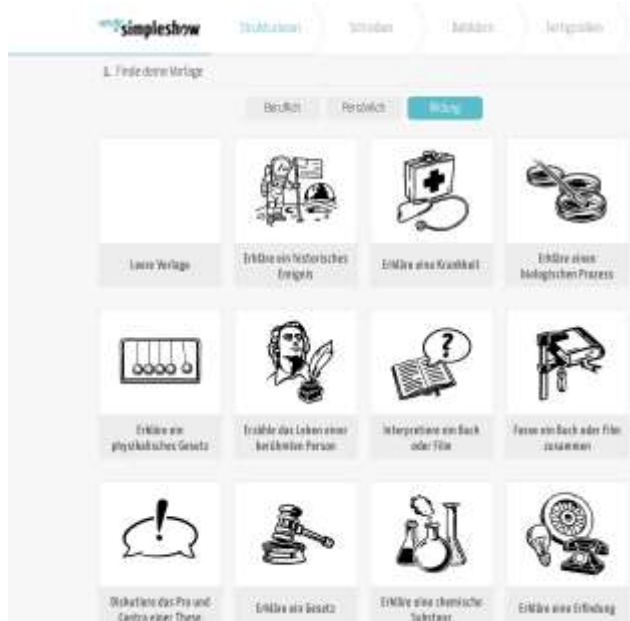 mysimpleshow
Strukturieren
Schreiben
Bebildern
Fertigstellen
1. Finde deine Vorlage
Beruflich
Persönlich
Bildung
Leere Vorlage
Erkläre ein historisches
Ereignis
Erkläre eine Krankheit
Erkläre einen
biologischen Prozess
Erkläre ein
physikalisches Gesetz
Erzähle das Leben einer
berühmten Person
Interpretiere ein Buch
oder Film
Fasse ein Buch oder Film
zusammen
Diskutiere das Pro und
Contra einer These
Erkläre ein Gesetz
Erkläre eine chemische
Substanz
Erkläre eine Erfindung